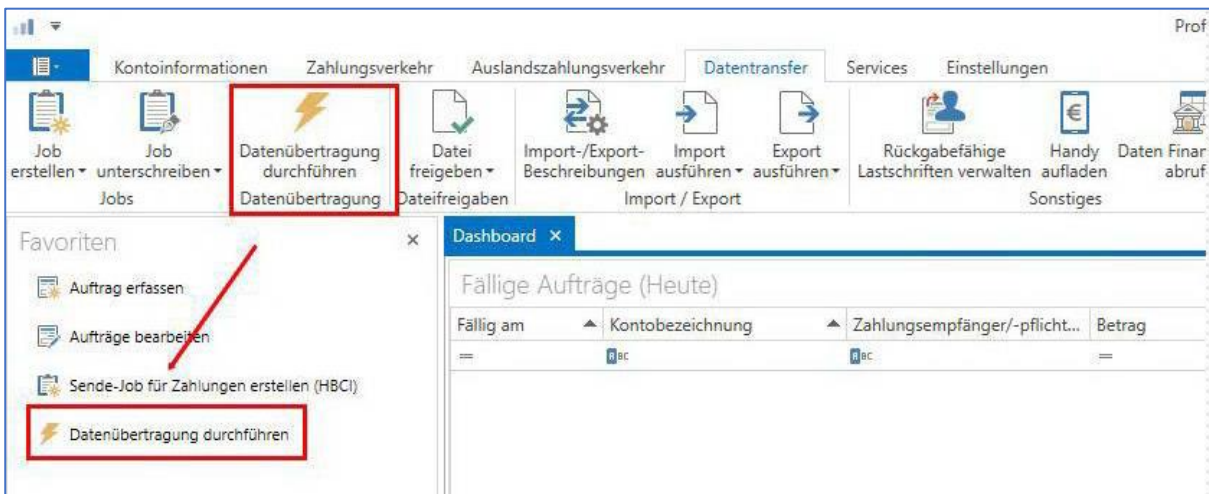 Prof
Kontoinformationen Zahlungsverkehr Auslandszahlungsverkehr Datentransfer Services Einstellungen
Job erstellen
Job unterschreiben
Jobs
Datenübertragung durchführen
Datenübertragung
Datei freigeben
Dateifreigaben
Import-/Export-Beschreibungen
Import ausführen
Export ausführen
Import / Export
Rückgabefähige Lastschriften verwalten
Handy aufladen
Daten Finar
abruf
Sonstiges
Favoriten
Auftrag erfassen
Aufträge bearbeiten
Sende-Job für Zahlungen erstellen (HBCI)
Datenübertragung durchführen
Dashboard
Fällige Aufträge (Heute)
Fällig am Kontobezeichnung Zahlungsempfänger/-pflicht... Betrag
= ABC ABC =